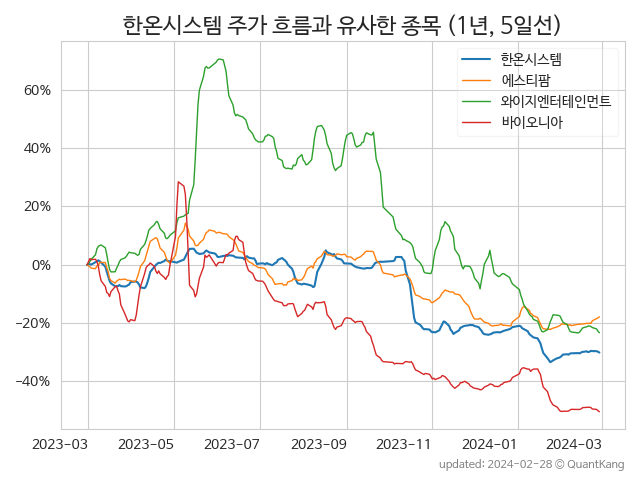 한온시스템 주가 흐름과 유사한 종목 (1년, 5일선)
한온시스템
에스티팜
와이지엔터테인먼트
바이오니아
60%
40%
20%
0%
−20%
−40%
2023-03 2023-05 2023-07 2023-09 2023-11 2024-01 2024-03
updated: 2024-02-28 ⓒ QuantKang